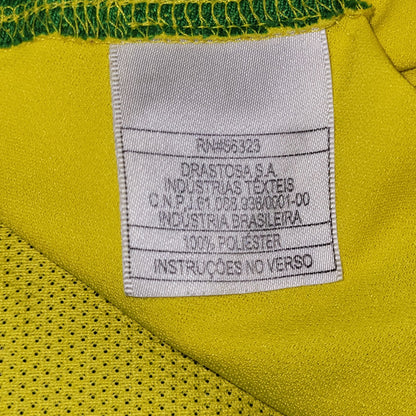 RN#56323
DRASTOSA S.A.
INDÚSTRIAS TÊXTEIS
C.N.P.J.61.088.936/0001-00
INDÚSTRIA BRASILEIRA
100% POLIÉSTER
INSTRUÇÕES NO VERSO